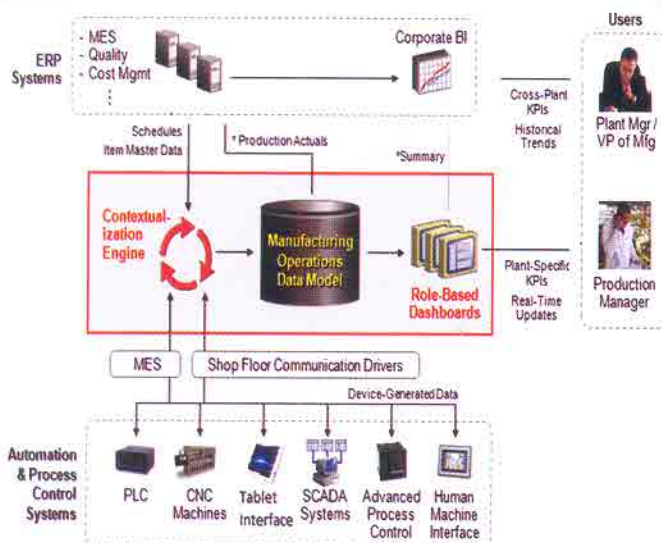 Users
ERP
Systems
- MES
- Quality
- Cost Mgmt
Corporate BI
Cross-Plant
KPIs
Historical
Trends
Plant Mgr /
VP of Mfg
Schedules
Item Master Data
* Production Actuals
*Summary
Contextual-
ization
Engine
Manufacturing
Operations
Data Model
Role-Based
Dashboards
Plant-Specific
KPIs
Real-Time
Updates
Production
Manager
MES
Shop Floor Communication Drivers
Device-Generated Data
Automation
& Process
Control
Systems
PLC
CNC
Machines
Tablet
Interface
SCADA
Systems
Advanced
Process
Control
Human
Machine
Interface